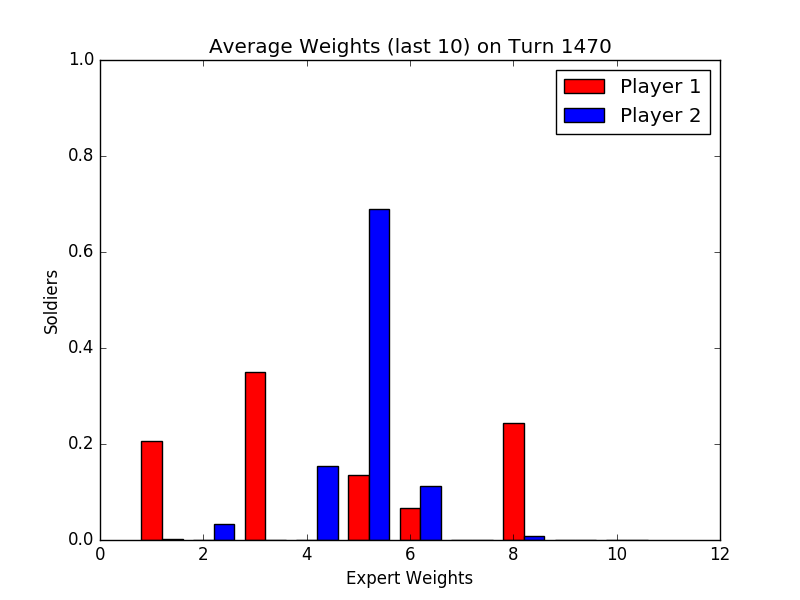 Average Weights (last 10) on Turn 1470
1.0
0.8
0.6
0.4
0.2
0.0
Soldiers
Player 1
Player 2
0 2 4 6 8 10 12
Expert Weights